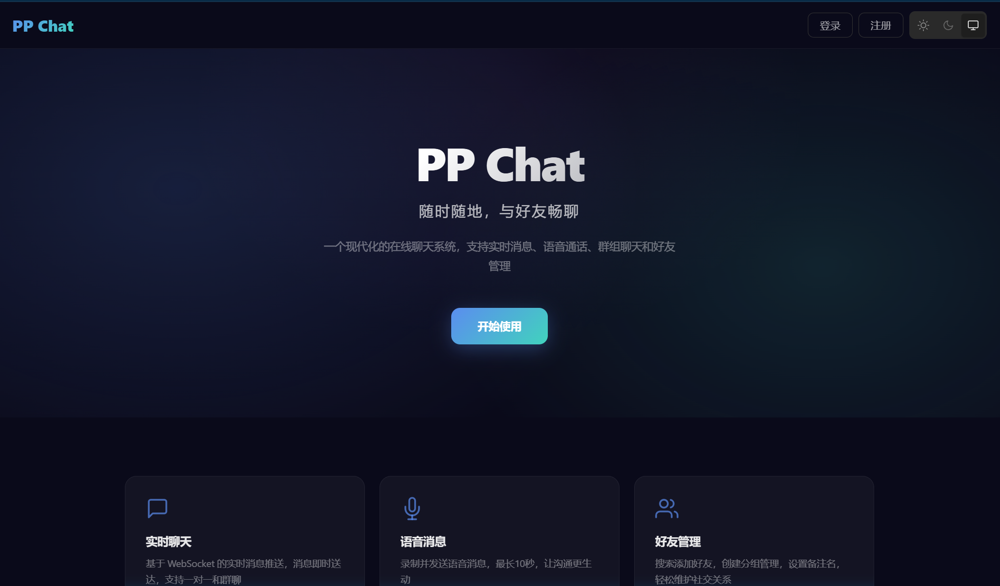 PP Chat
登录
注册
PP Chat
随时随地，与好友畅聊
一个现代化的在线聊天系统，支持实时消息、语音通话、群组聊天和好友
管理
开始使用
实时聊天
基于 WebSocket 的实时消息推送，消息即时送
达，支持一对一和群聊
语音消息
录制并发送语音消息，最长10秒，让沟通更生
动
好友管理
搜索添加好友，创建分组管理，设置备注名，
轻松维护社交关系